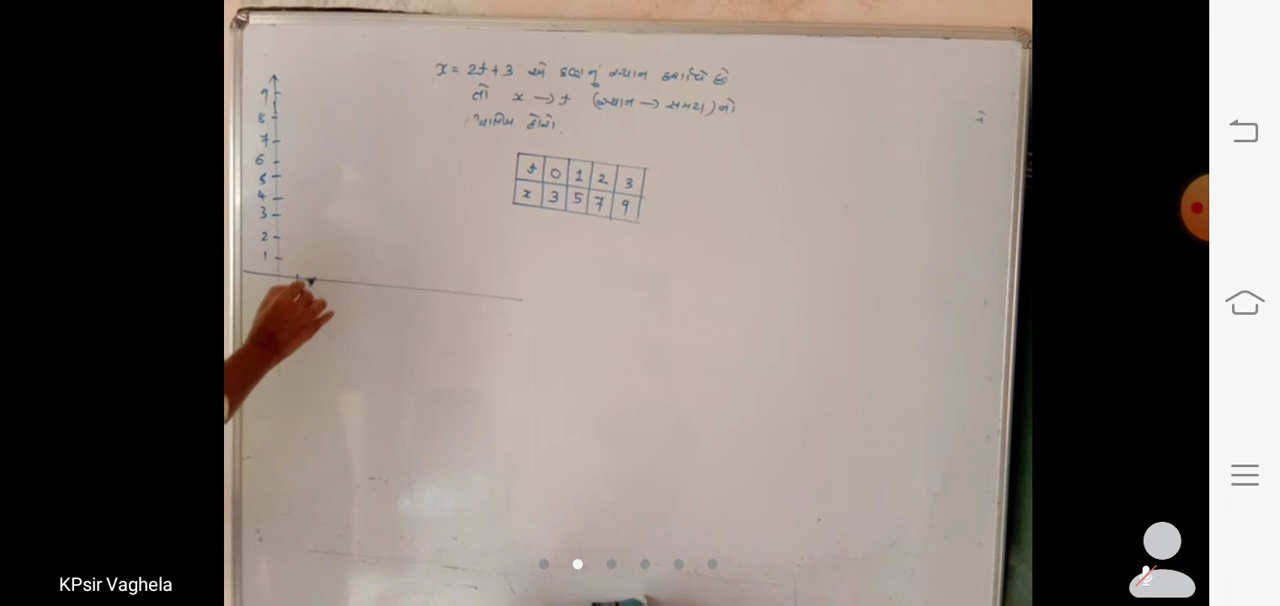 x = 2t + 3 એ કણનું સ્થાન દર્શાવે છે
તો x → t (સ્થાન → સમય) નો
આલેખ દોરો.
t 0 1 2 3
x 3 5 7 9
9
8
7
6
5
4
3
2
1
KPsir Vaghela